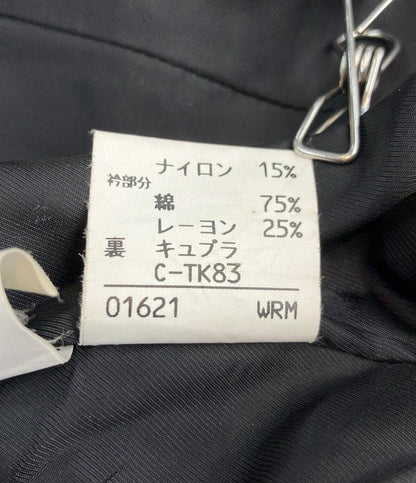 ナイロン 15%
衿部分
綿 75%
レーヨン 25%
裏 キュプラ
C-TK83
01621 WRM